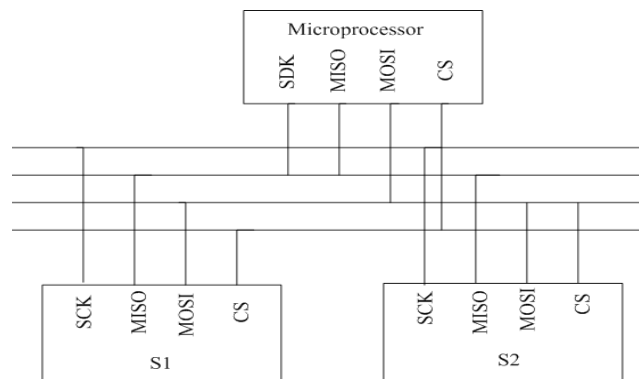 Microprocessor
SDK MISO MOSI CS
SCK MISO MOSI CS
S1
SCK MISO MOSI CS
S2